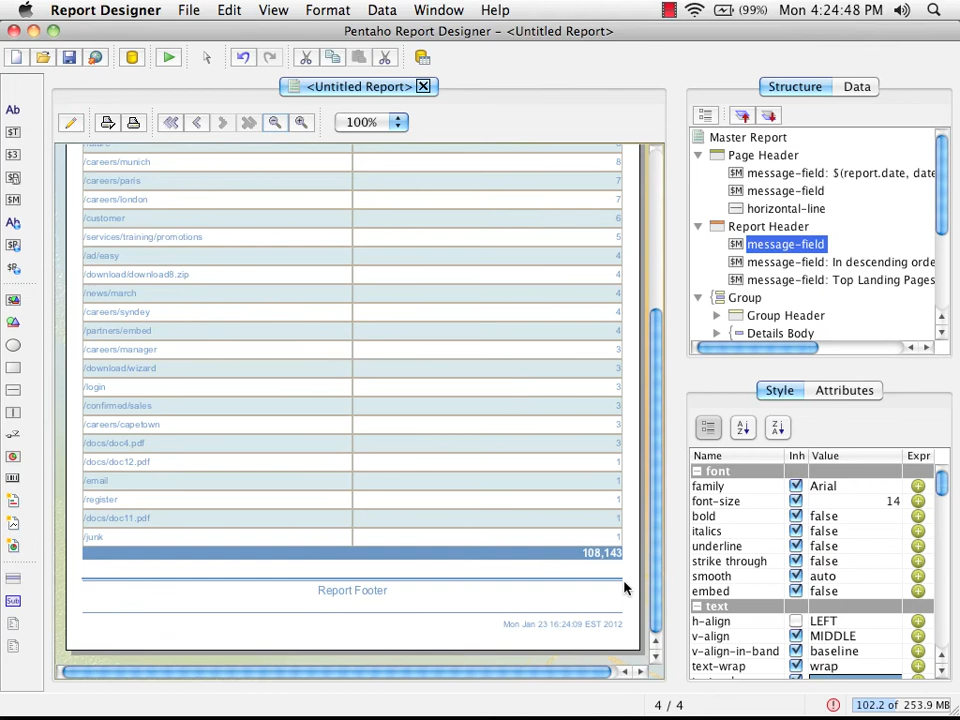 Report Designer File Edit View Format Data Window Help (99%) Mon 4:24:48 PM
Pentaho Report Designer - <Untitled Report>
<Untitled Report>
Structure Data
100%
Master Report
Page Header
message-field: $(report.date, date
message-field
horizontal-line
Report Header
message-field
message-field: In descending orde
message-field: Top Landing Pages
Group
Group Header
Details Body
/careers/munich 8
/careers/paris 7
/careers/london 7
/customer 6
/services/training/promotions 5
/ad/easy 4
/download/download8.zip 4
/news/march 4
/careers/syndey 4
/partners/embed 4
/careers/manager 3
/download/wizard 3
/login 3
/confirmed/sales 3
/careers/capetown 3
/docs/doc4.pdf 3
/docs/doc12.pdf 1
/email 1
/register 1
/docs/doc11.pdf 1
/junk 1
108,143
Report Footer
Mon Jan 23 16:24:09 EST 2012
Style Attributes
Name Inh Value Expr
font
family Arial
font-size 14
bold false
italics false
underline false
strike through false
smooth auto
embed false
text
h-align LEFT
v-align MIDDLE
v-align-in-band baseline
text-wrap wrap
4 / 4
102.2 of 253.9 MB